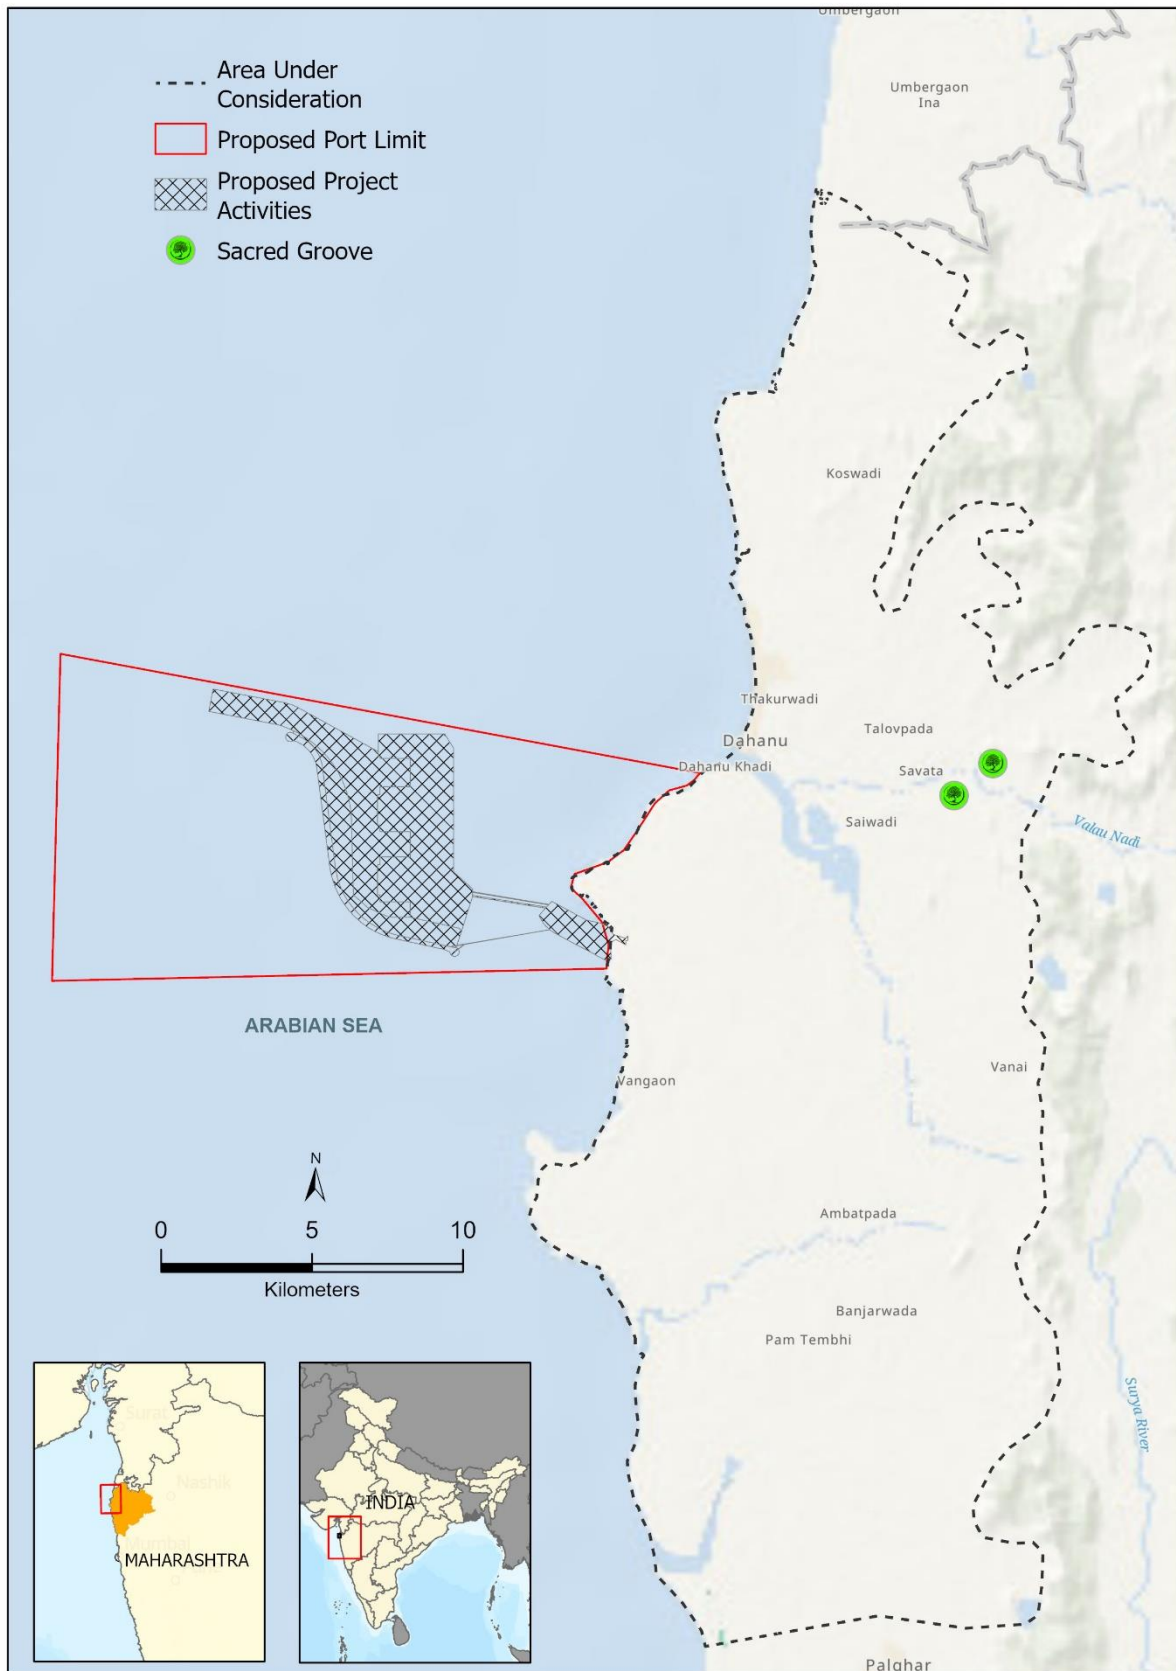 Umbergaon
Area Under
Consideration
Proposed Port Limit
Proposed Project
Activities
Sacred Groove
Umbergaon
Ina
Koswadi
Thakurwadi
Talovpada
Dahanu
Dahanu Khadi
Savata
Saiwadi
Valau Nadi
ARABIAN SEA
Vanai
Vangaon
N
0 5 10
Kilometers
Ambatpada
Banjarwada
Pam Tembhi
Surya River
Surat
Nashik
Mumbai
MAHARASHTRA
INDIA
Palghar